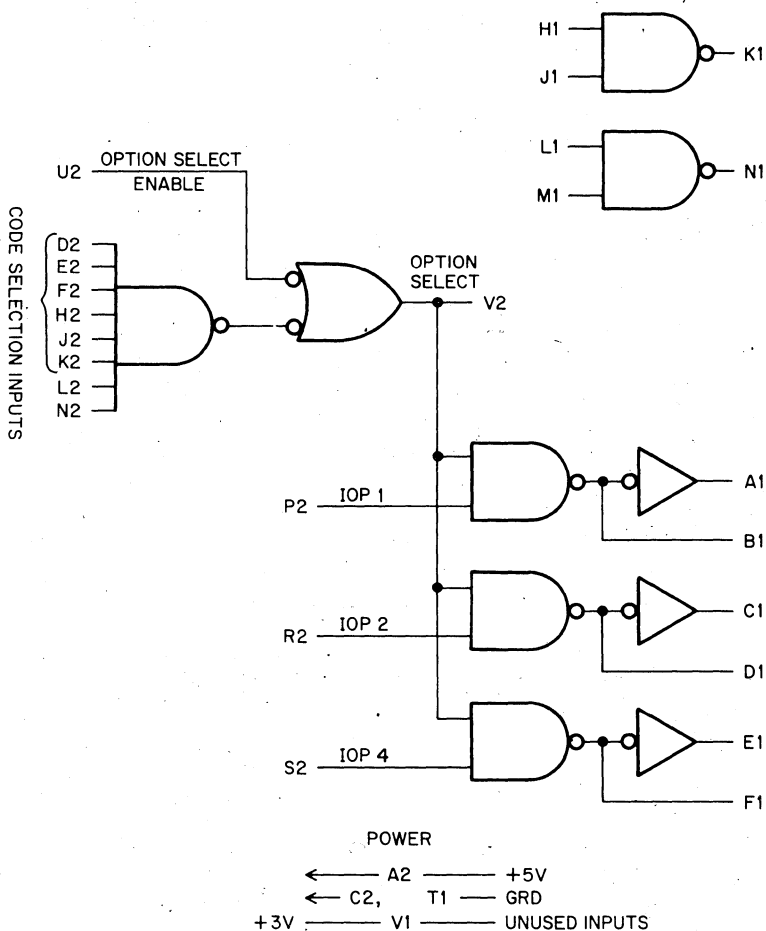 H1
K1
J1
L1
N1
M1
OPTION SELECT
U2
ENABLE
CODE SELECTION INPUTS
D2
E2
F2
H2
J2
K2
L2
N2
OPTION
SELECT
V2
A1
P2 IOP 1
B1
C1
R2 IOP 2
D1
E1
S2 IOP 4
F1
POWER
A2 +5V
C2, T1 GRD
+3V V1 UNUSED INPUTS